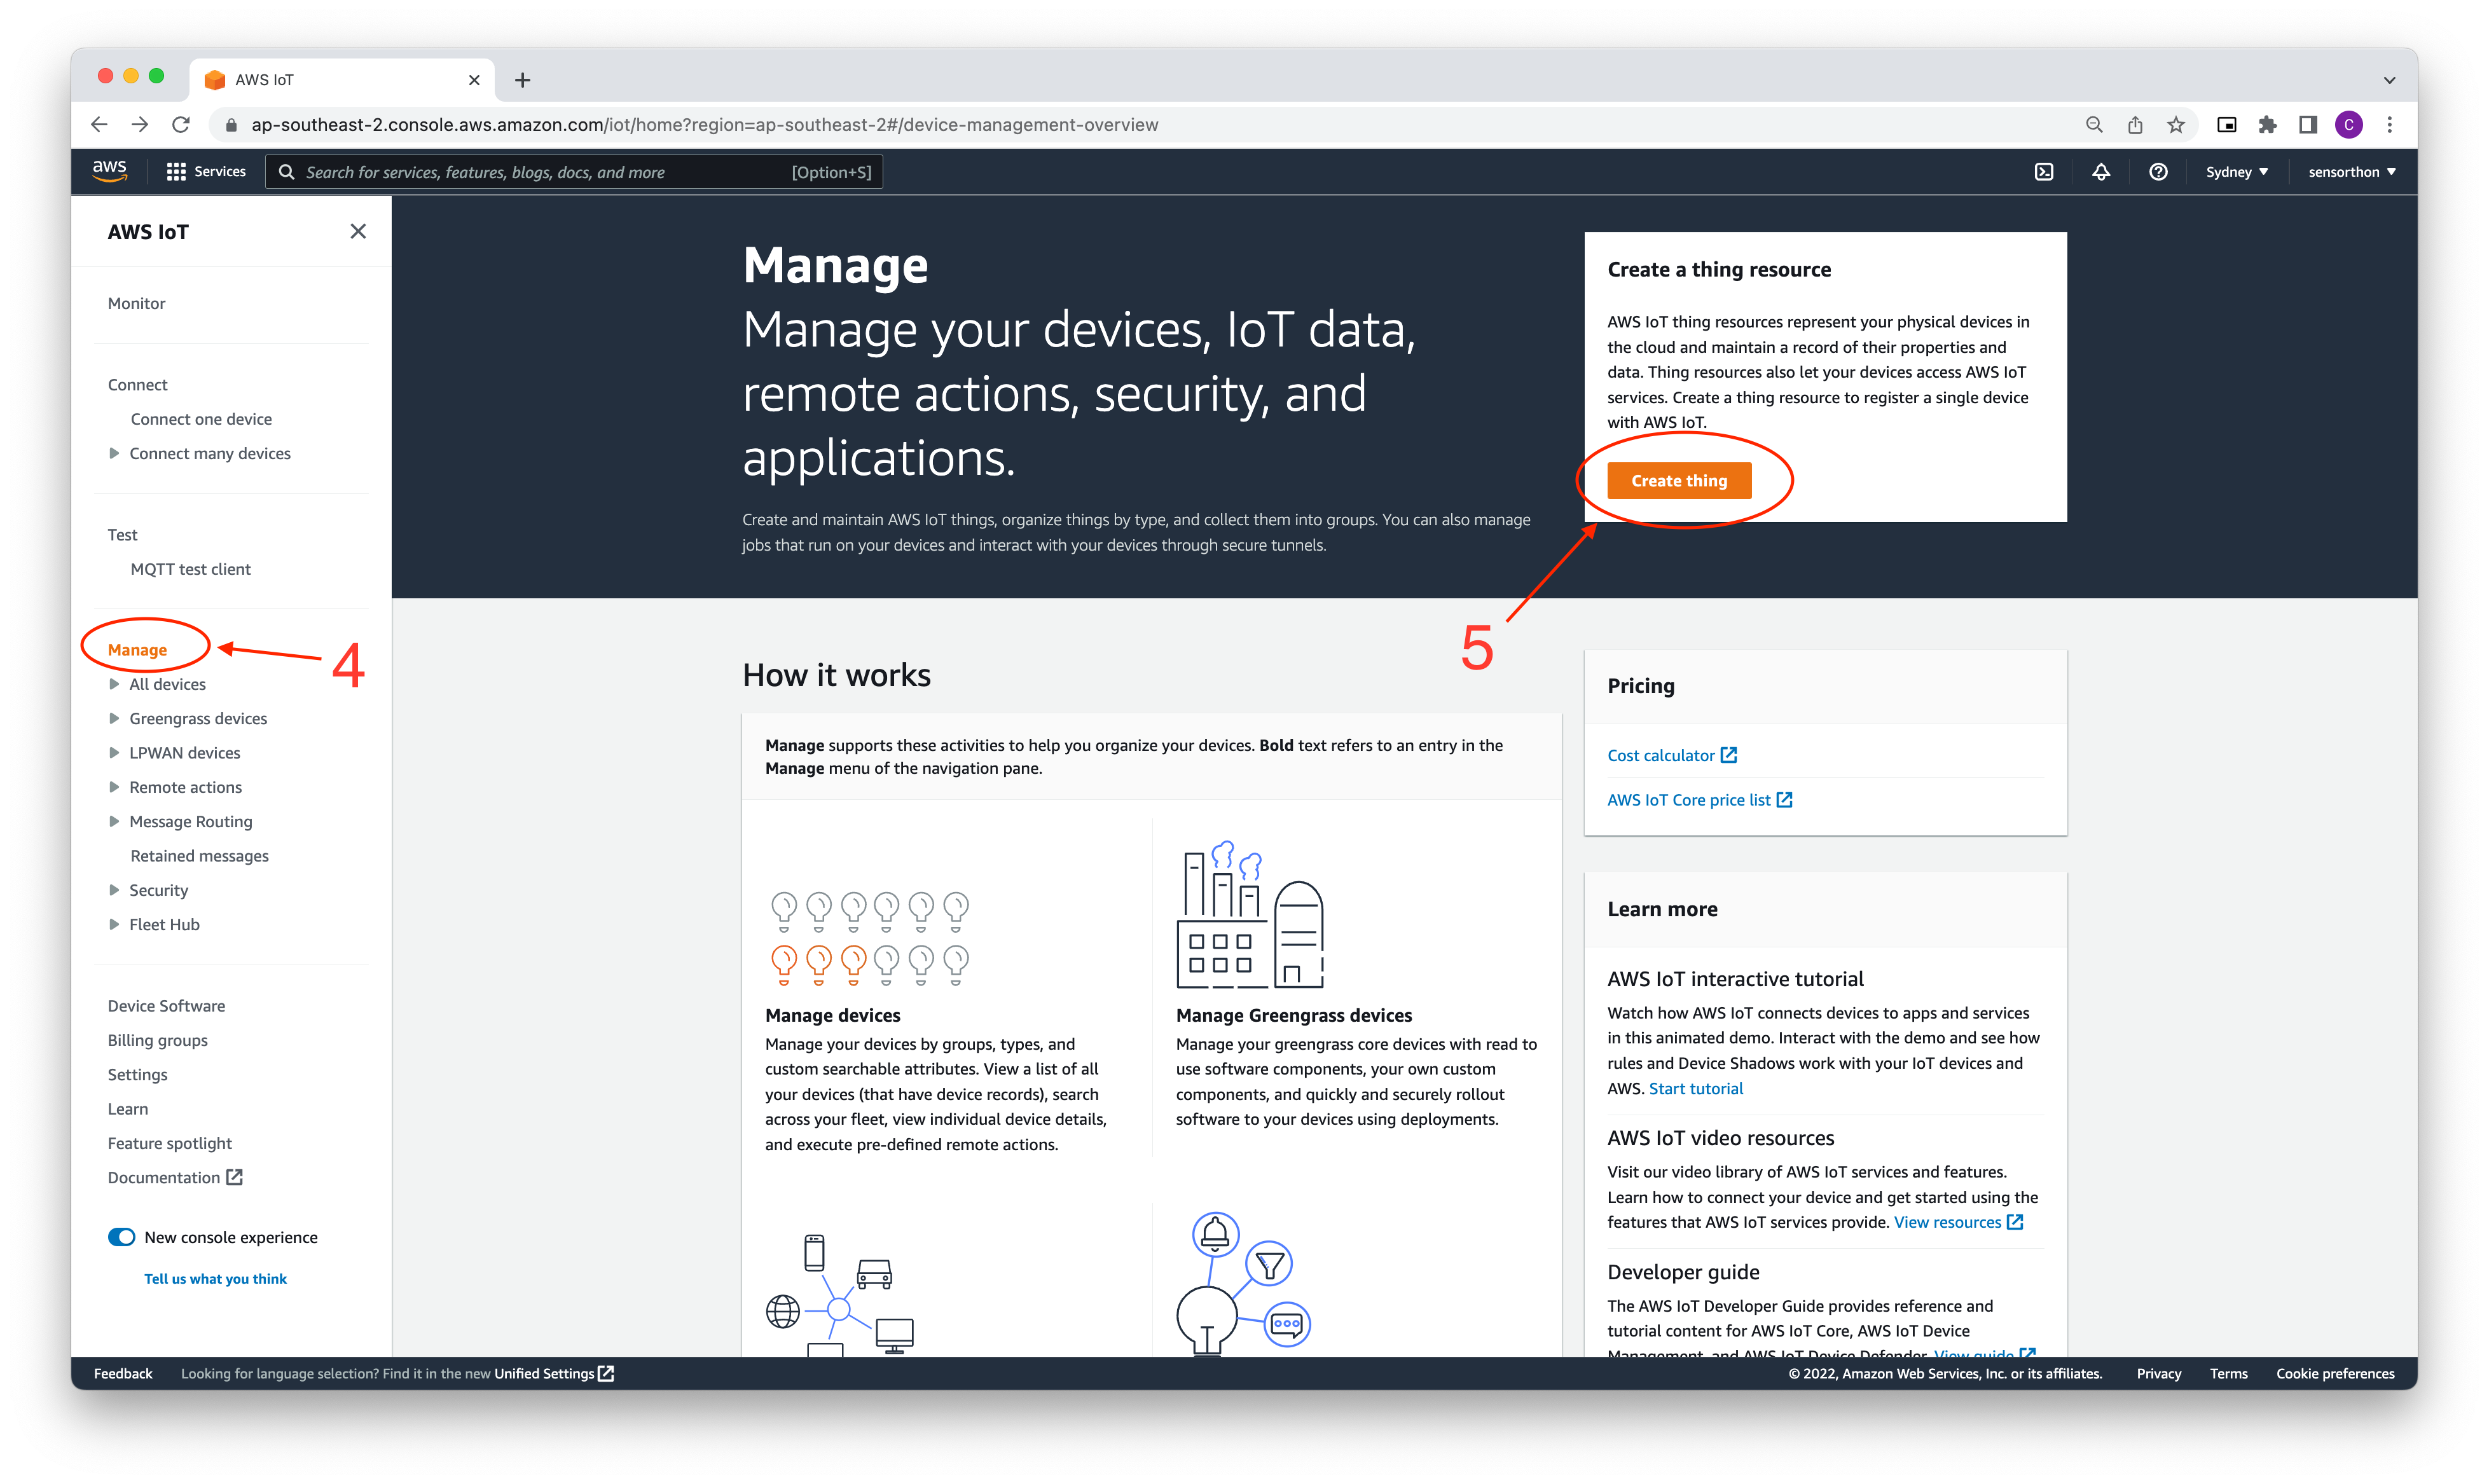 AWS IoT
ap-southeast-2.console.aws.amazon.com/iot/home?region=ap-southeast-2#/device-management-overview
C
aws
Services
Search for services, features, blogs, docs, and more
[Option+S]
Sydney
sensorthon
AWS IoT
Monitor
Connect
Connect one device
Connect many devices
Test
MQTT test client
Manage
4
All devices
Greengrass devices
LPWAN devices
Remote actions
Message Routing
Retained messages
Security
Fleet Hub
Device Software
Billing groups
Settings
Learn
Feature spotlight
Documentation
New console experience
Tell us what you think
Manage
Manage your devices, IoT data,
remote actions, security, and
applications.
Create and maintain AWS IoT things, organize things by type, and collect them into groups. You can also manage
jobs that run on your devices and interact with your devices through secure tunnels.
Create a thing resource
AWS IoT thing resources represent your physical devices in
the cloud and maintain a record of their properties and
data. Thing resources also let your devices access AWS IoT
services. Create a thing resource to register a single device
with AWS IoT.
Create thing
5
How it works
Manage supports these activities to help you organize your devices. Bold text refers to an entry in the
Manage menu of the navigation pane.
Manage devices
Manage your devices by groups, types, and
custom searchable attributes. View a list of all
your devices (that have device records), search
across your fleet, view individual device details,
and execute pre-defined remote actions.
Manage Greengrass devices
Manage your greengrass core devices with read to
use software components, your own custom
components, and quickly and securely rollout
software to your devices using deployments.
Pricing
Cost calculator
AWS IoT Core price list
Learn more
AWS IoT interactive tutorial
Watch how AWS IoT connects devices to apps and services
in this animated demo. Interact with the demo and see how
rules and Device Shadows work with your IoT devices and
AWS. Start tutorial
AWS IoT video resources
Visit our video library of AWS IoT services and features.
Learn how to connect your device and get started using the
features that AWS IoT services provide. View resources
Developer guide
The AWS IoT Developer Guide provides reference and
tutorial content for AWS IoT Core, AWS IoT Device
Management, and AWS IoT Device Defender. View guide
Feedback
Looking for language selection? Find it in the new Unified Settings
© 2022, Amazon Web Services, Inc. or its affiliates.
Privacy
Terms
Cookie preferences